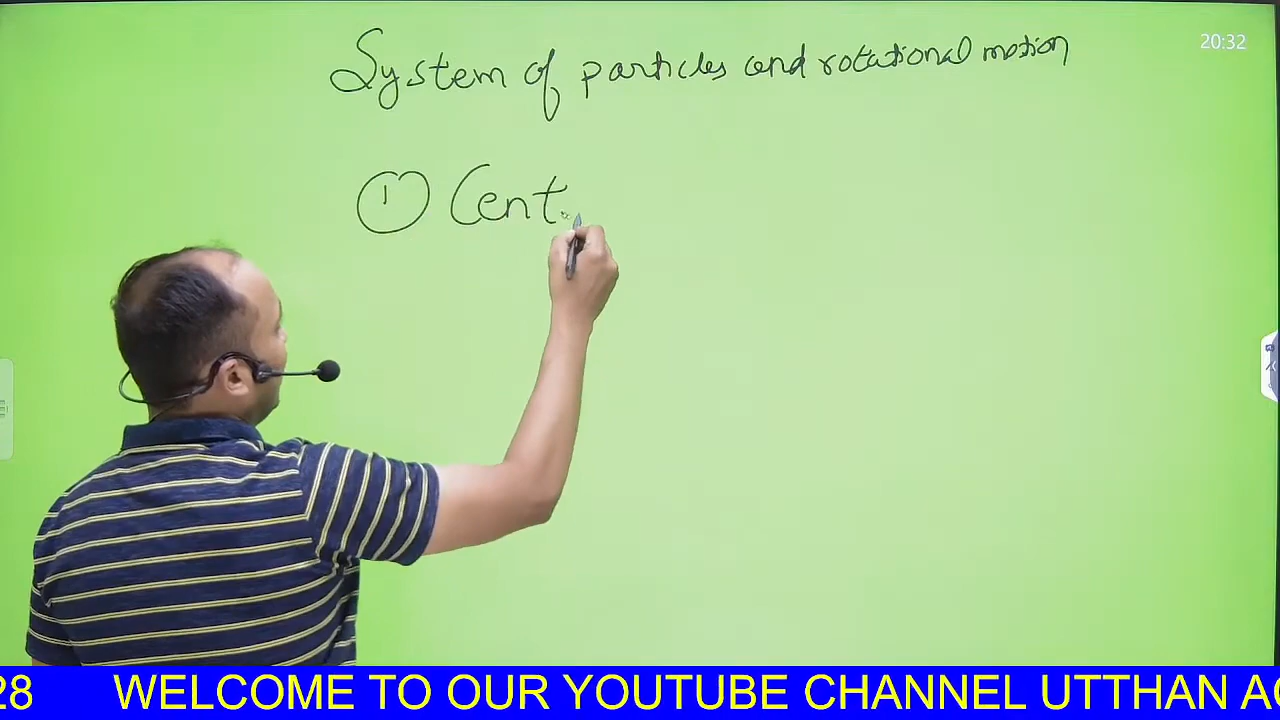 System of particles and rotational motion
20:32
① Cent
28 WELCOME TO OUR YOUTUBE CHANNEL UTTHAN AC